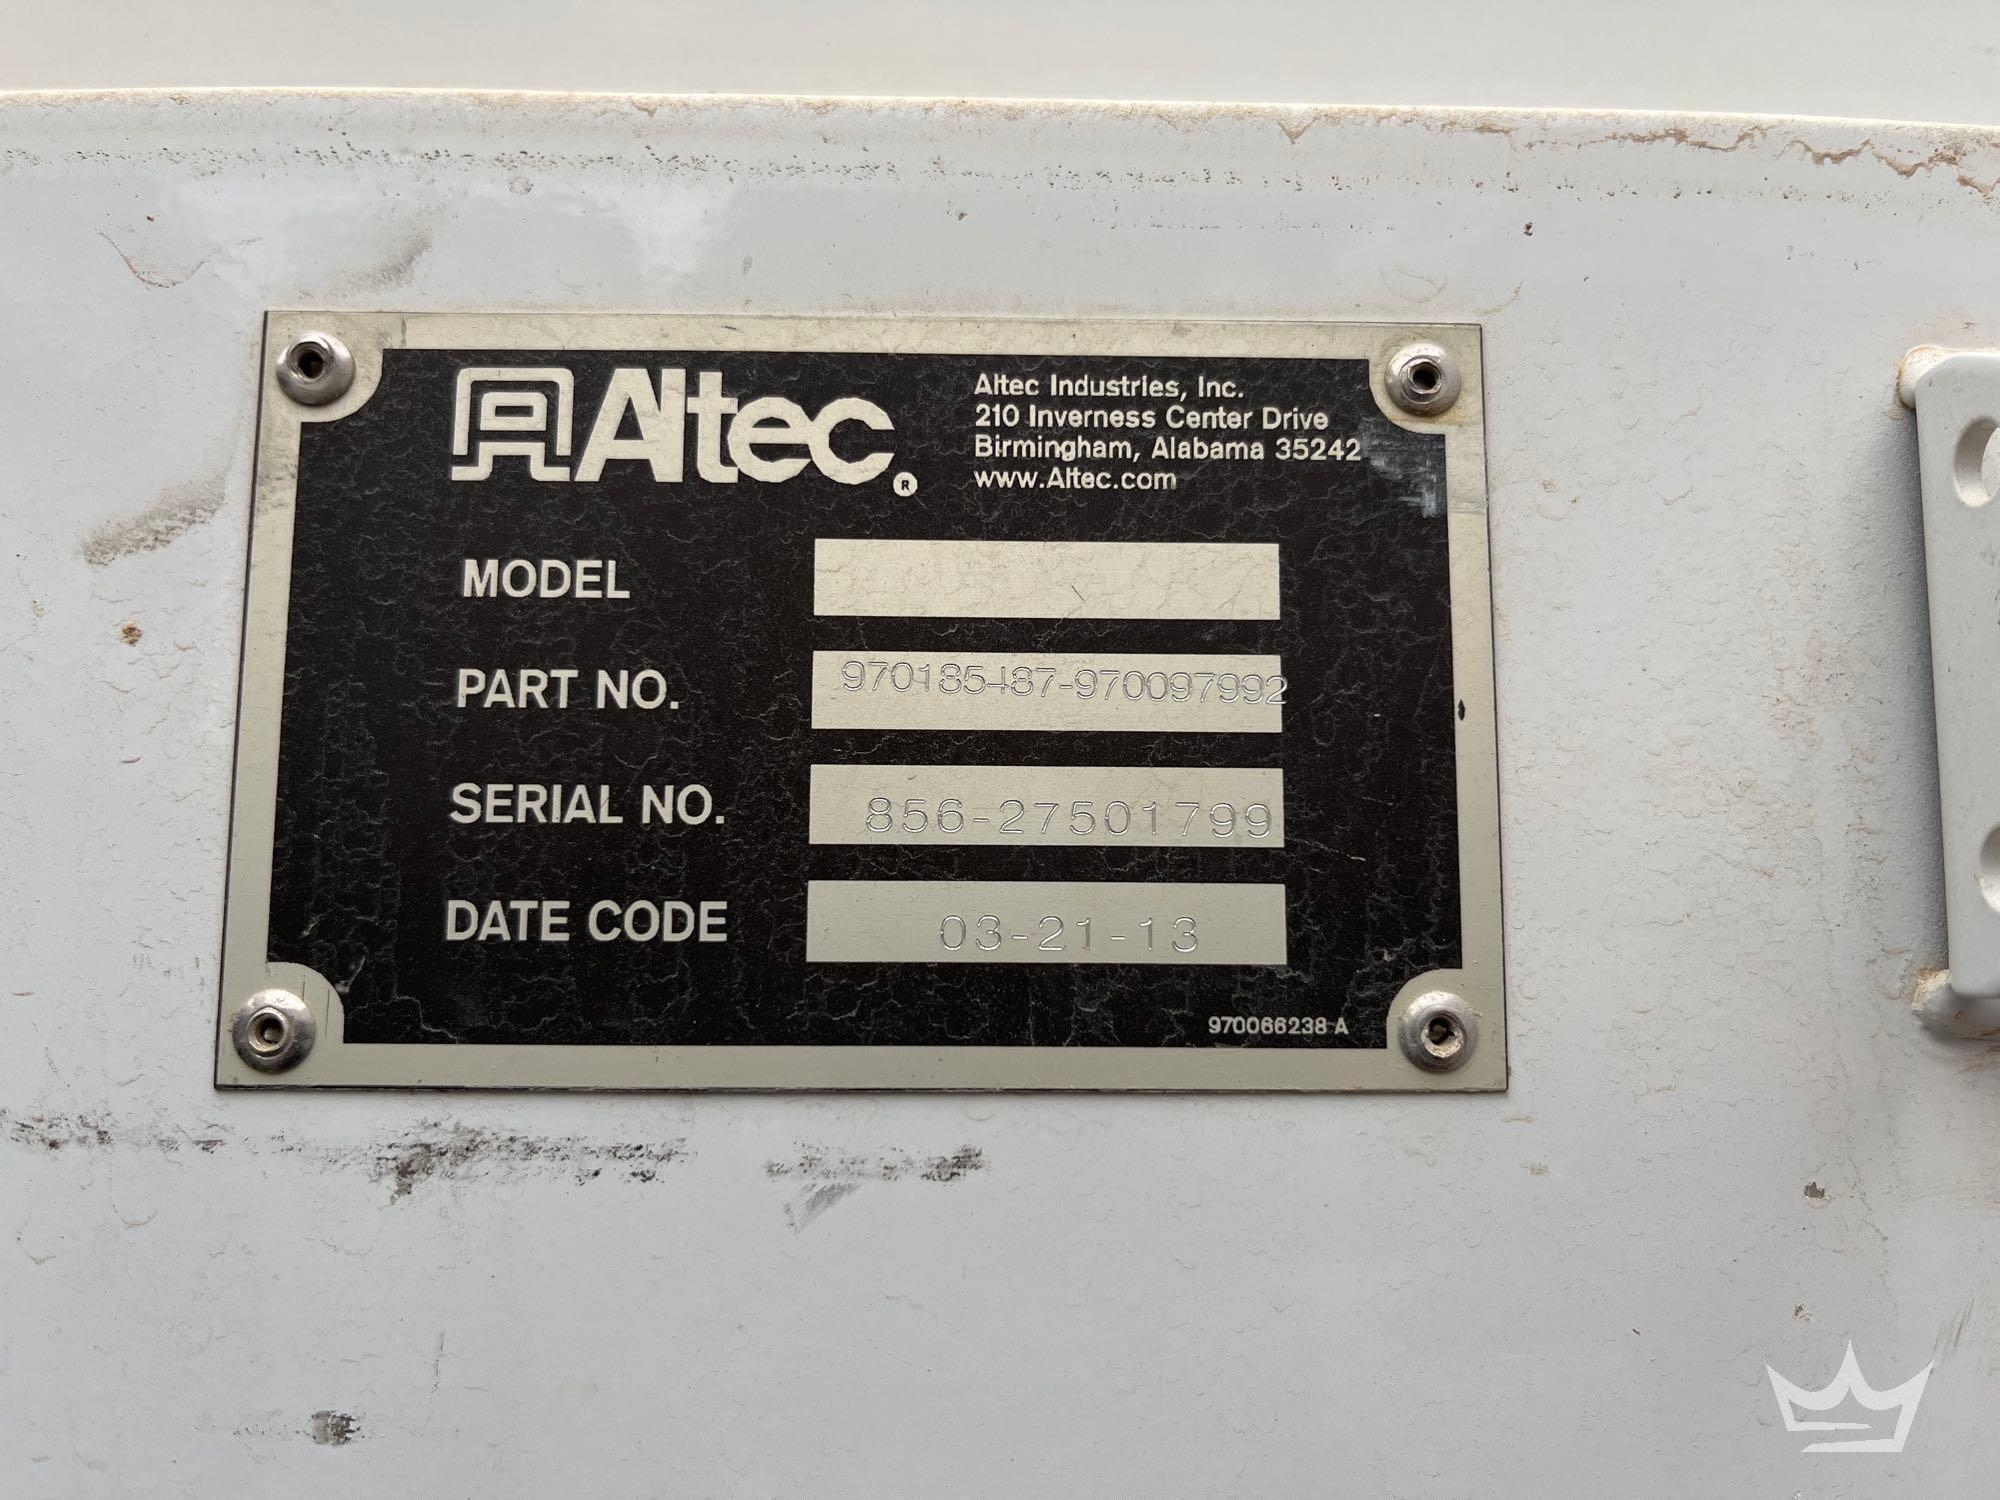 Altec®
Altec Industries, Inc.
210 Inverness Center Drive
Birmingham, Alabama 35242
www.Altec.com
MODEL
PART NO. 970185487-970097992
SERIAL NO. 856-27501799
DATE CODE 03-21-13
970066238 A